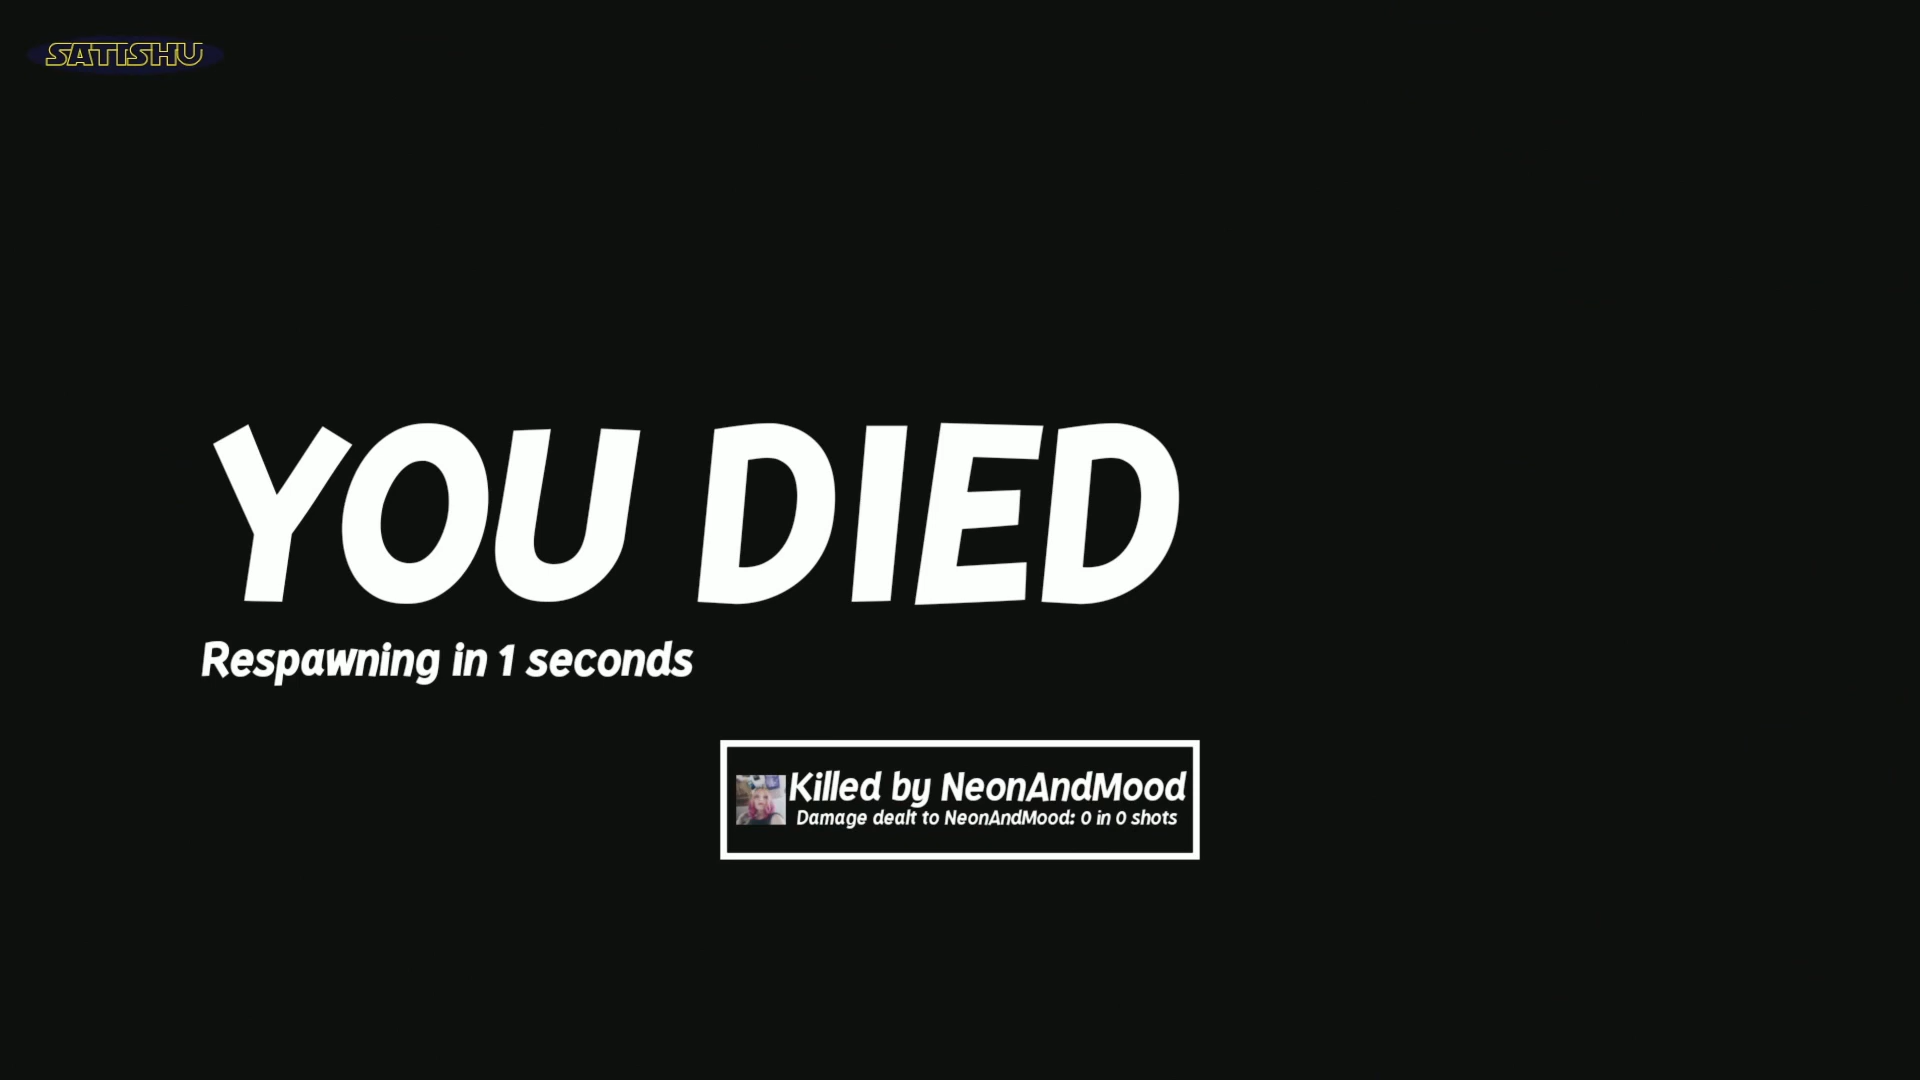 SATISHU
YOU DIED
Respawning in 1 seconds
Killed by NeonAndMood
Damage dealt to NeonAndMood: 0 in 0 shots